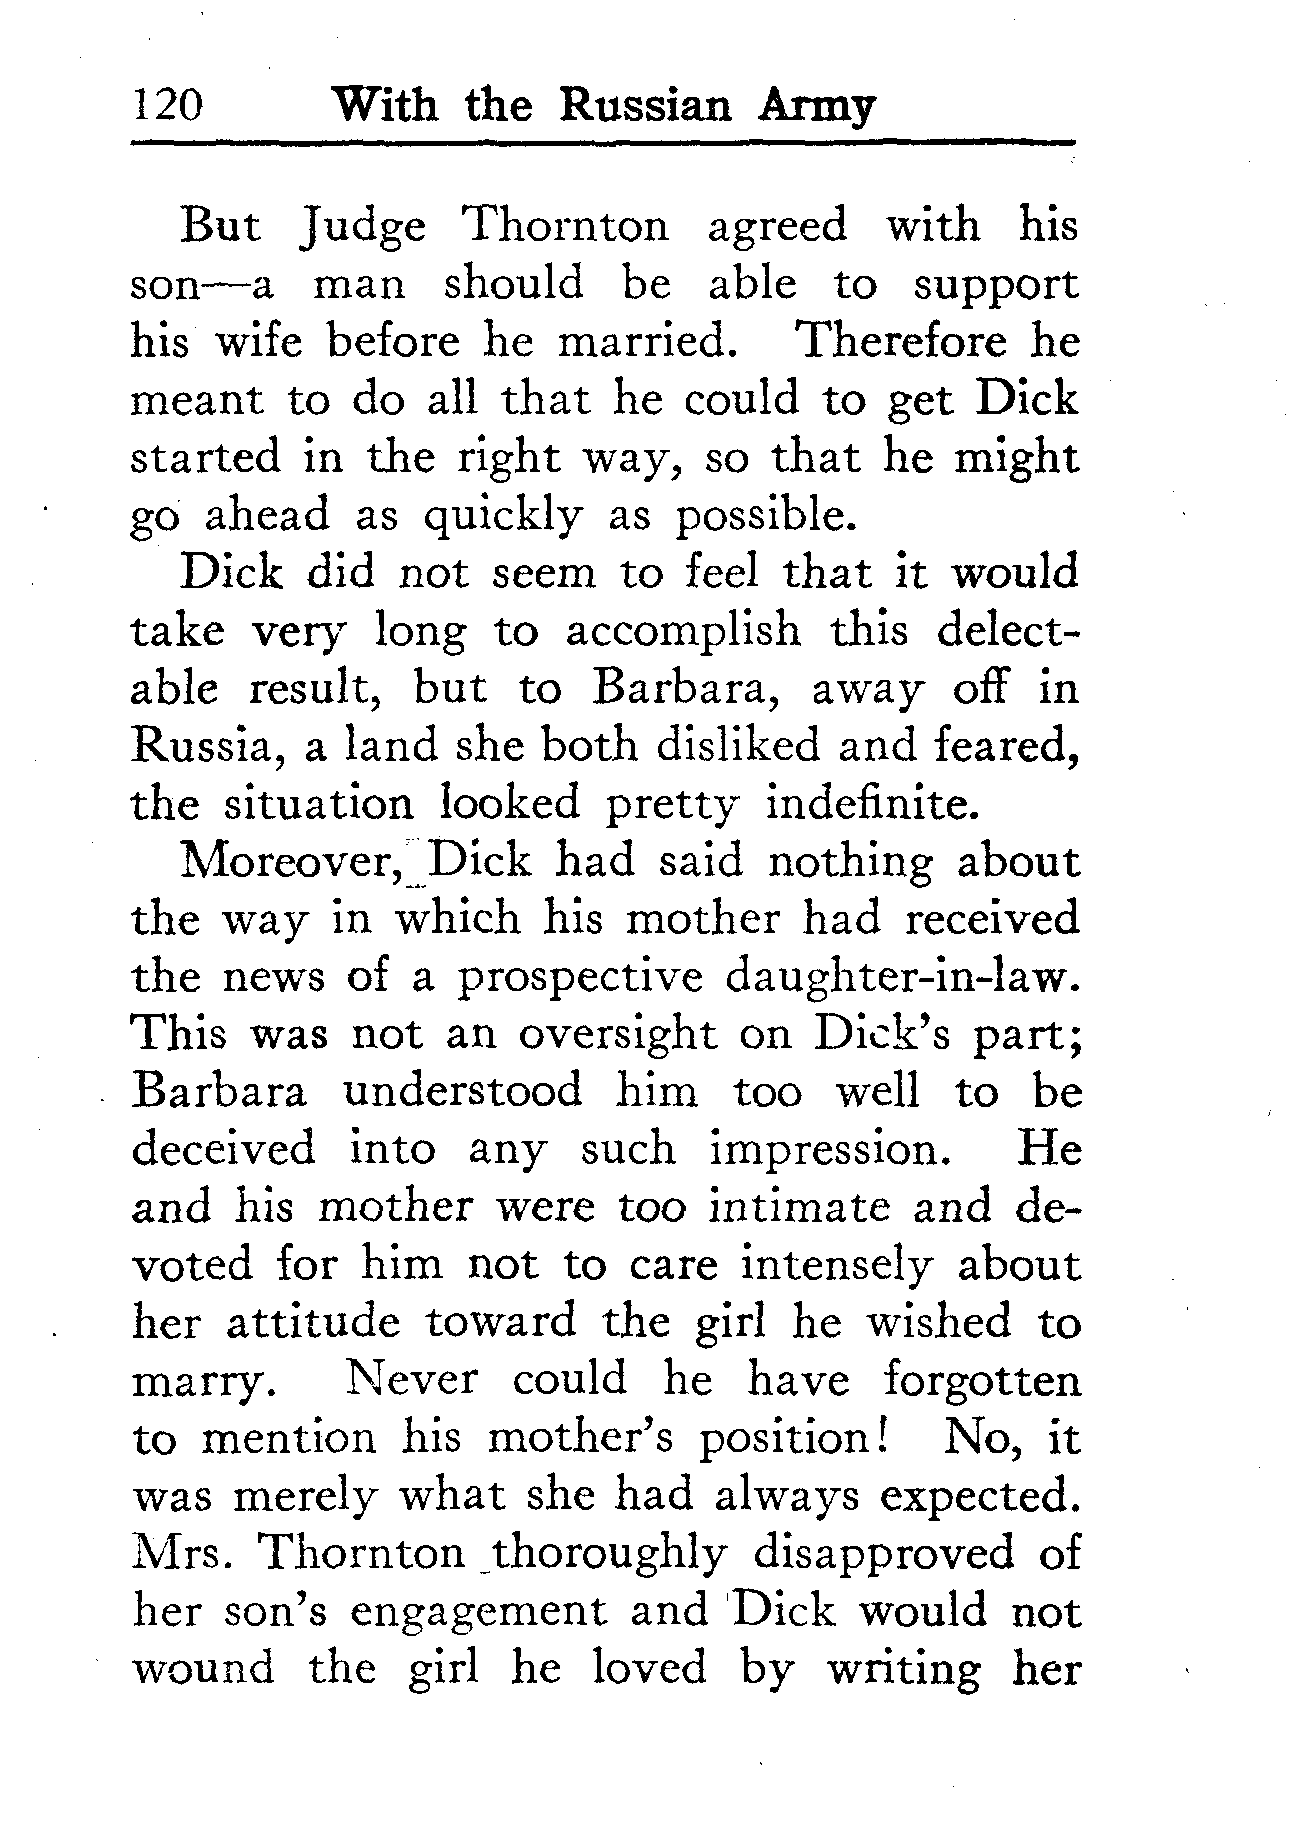 120 With the Russian Army
But Judge Thornton agreed with his
son—a man should be able to support
his wife before he married. Therefore he
meant to do all that he could to get Dick
started in the right way, so that he might
go ahead as quickly as possible.
Dick did not seem to feel that it would
take very long to accomplish this delect-
able result, but to Barbara, away off in
Russia, a land she both disliked and feared,
the situation looked pretty indefinite.
Moreover, Dick had said nothing about
the way in which his mother had received
the news of a prospective daughter-in-law.
This was not an oversight on Dick's part;
Barbara understood him too well to be
deceived into any such impression. He
and his mother were too intimate and de-
voted for him not to care intensely about
her attitude toward the girl he wished to
marry. Never could he have forgotten
to mention his mother's position! No, it
was merely what she had always expected.
Mrs. Thornton thoroughly disapproved of
her son's engagement and Dick would not
wound the girl he loved by writing her